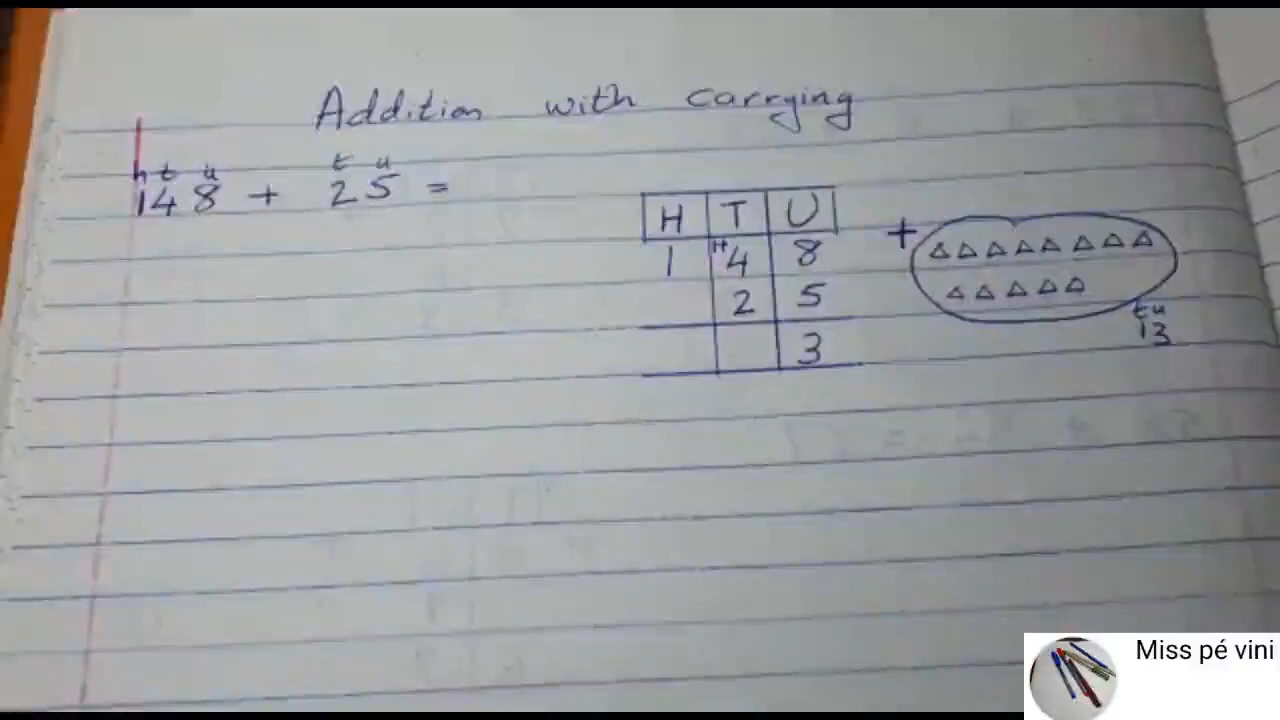 Addition with carrying
h t u t u
148 + 25 =
H T U
1 +1 4 8 +
2 5
t u
13
3
Miss pé vini